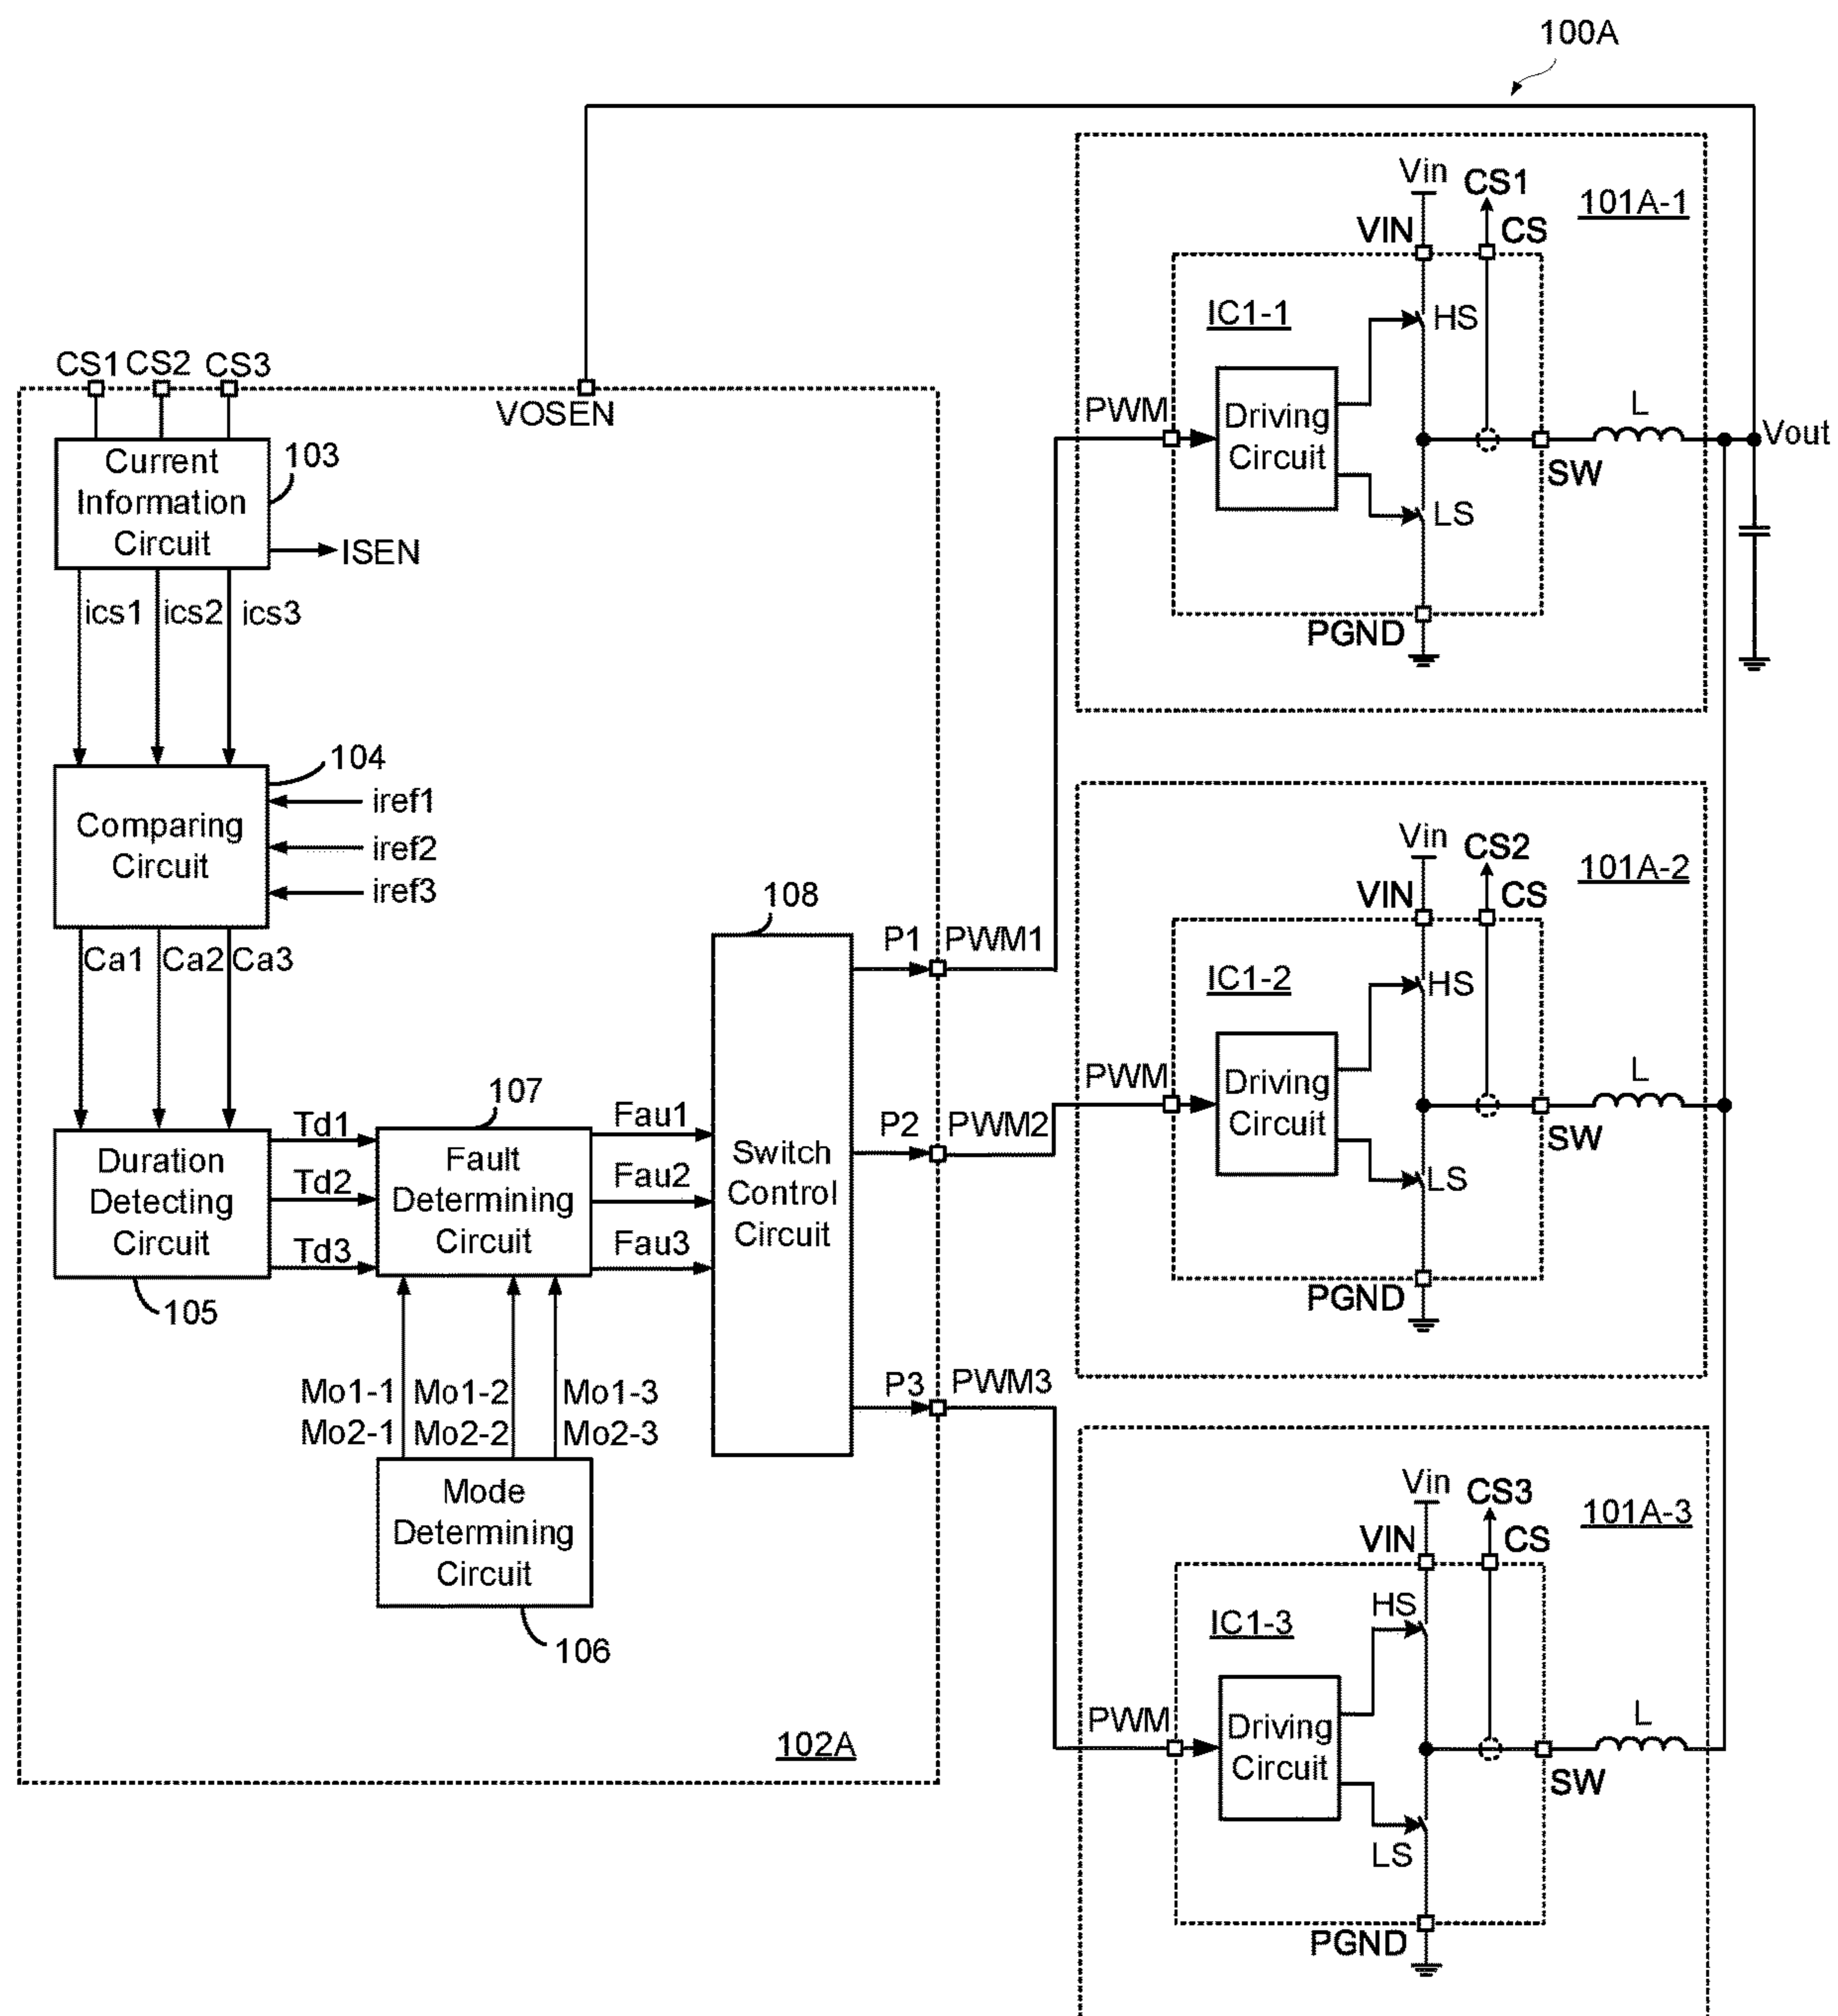 100A
CS1 CS2 CS3
VOSEN
Current
Information
Circuit
103
ISEN
ics1 ics2 ics3
104
Comparing
Circuit
iref1
iref2
iref3
Ca1 Ca2 Ca3
Duration
Detecting
Circuit
105
Td1
Td2
Td3
107
Fault
Determining
Circuit
Fau1
Fau2
Fau3
Mo1-1 Mo1-2 Mo1-3
Mo2-1 Mo2-2 Mo2-3
Mode
Determining
Circuit
106
108
Switch
Control
Circuit
P1 PWM1
P2 PWM2
P3 PWM3
102A
Vin
CS1
101A-1
VIN
CS
IC1-1
HS
PWM
Driving
Circuit
L
Vout
SW
LS
PGND
Vin
CS2
101A-2
VIN
CS
IC1-2
HS
PWM
Driving
Circuit
L
SW
LS
PGND
Vin
CS3
101A-3
VIN
CS
HS
IC1-3
PWM
Driving
Circuit
L
SW
LS
PGND